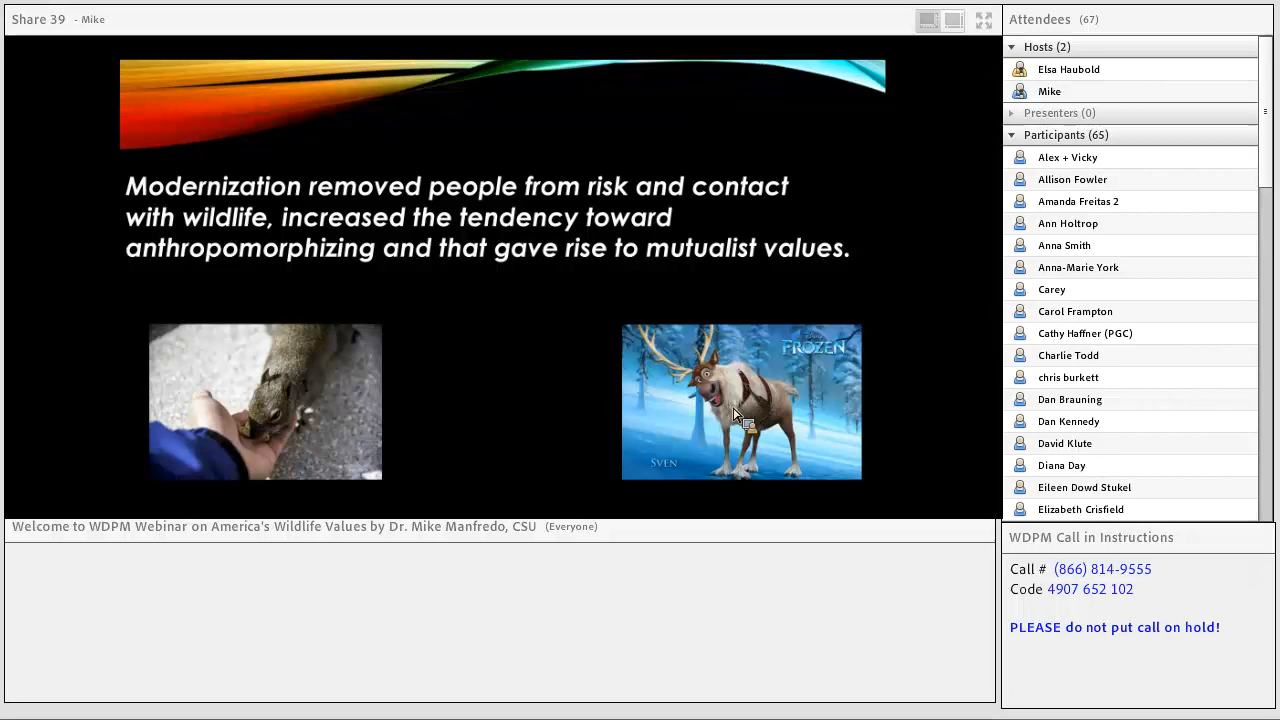 Share 39 - Mike
Modernization removed people from risk and contact
with wildlife, increased the tendency toward
anthropomorphizing and that gave rise to mutualist values.
FROZEN
SVEN
Welcome to WDPM Webinar on America's Wildlife Values by Dr. Mike Manfredo, CSU (Everyone)
Attendees (67)
Hosts (2)
Elsa Haubold
Mike
Presenters (0)
Participants (65)
Alex + Vicky
Allison Fowler
Amanda Freitas 2
Ann Holtrop
Anna Smith
Anna-Marie York
Carey
Carol Frampton
Cathy Haffner (PGC)
Charlie Todd
chris burkett
Dan Brauning
Dan Kennedy
David Klute
Diana Day
Eileen Dowd Stukel
Elizabeth Crisfield
WDPM Call in Instructions
Call # (866) 814-9555
Code 4907 652 102
PLEASE do not put call on hold!